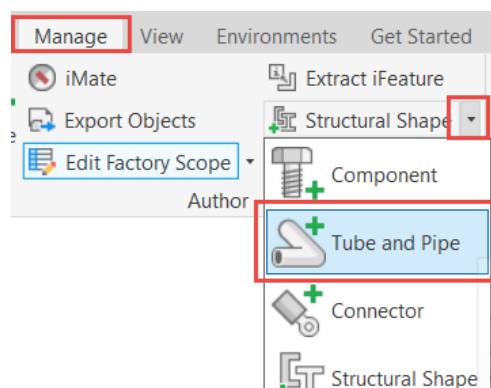 Manage View Environments Get Started
iMate Extract iFeature
Export Objects Structural Shape
Edit Factory Scope
Component
Author
Tube and Pipe
Connector
Structural Shape